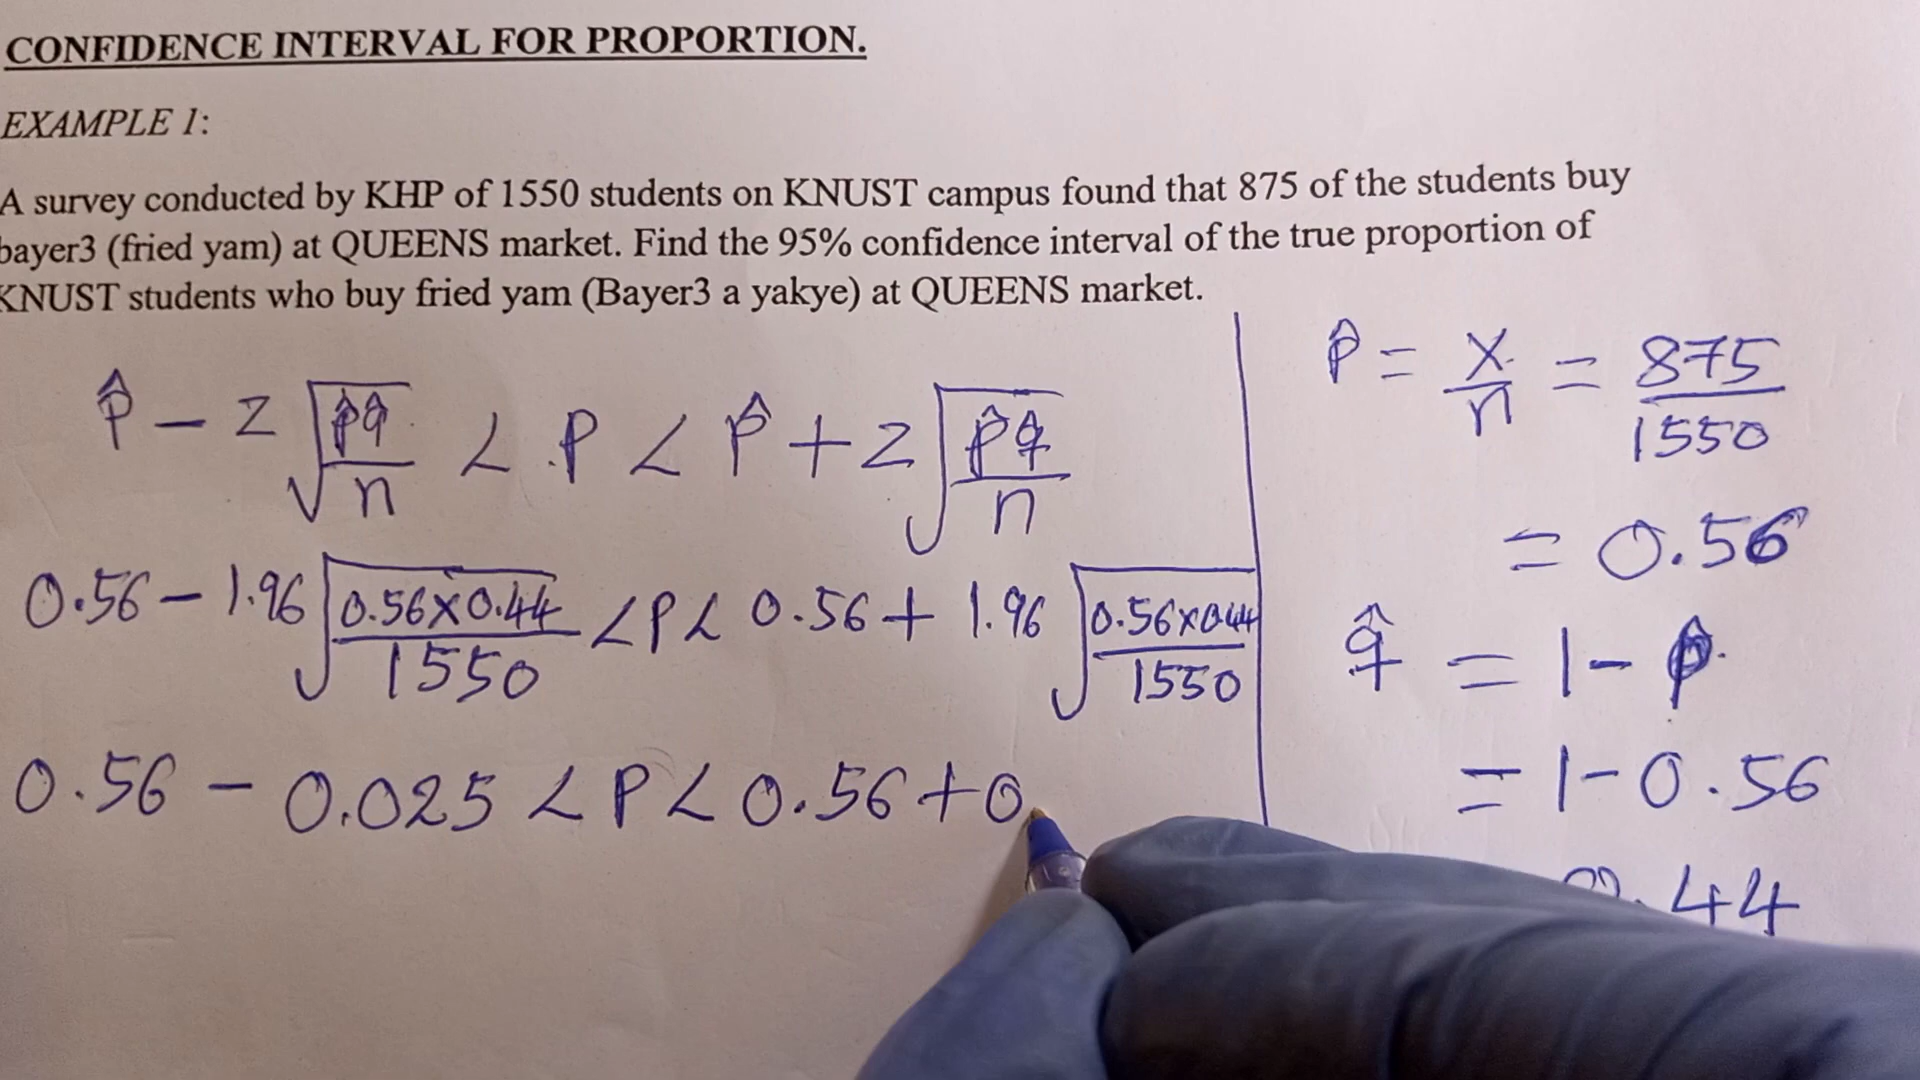 CONFIDENCE INTERVAL FOR PROPORTION.
EXAMPLE 1:
A survey conducted by KHP of 1550 students on KNUST campus found that 875 of the students buy
bayer3 (fried yam) at QUEENS market. Find the 95% confidence interval of the true proportion of
KNUST students who buy fried yam (Bayer3 a yakye) at QUEENS market.
p̂ − z√(p̂q̂/n) < P < p̂ + z√(p̂q̂/n)
0.56 − 1.96√(0.56×0.44/1550) < P < 0.56 + 1.96√(0.56×0.44/1550)
0.56 − 0.025 < P < 0.56 + 0.
p̂ = x/n = 875/1550
= 0.56
q̂ = 1 − p̂
= 1 − 0.56
0.44